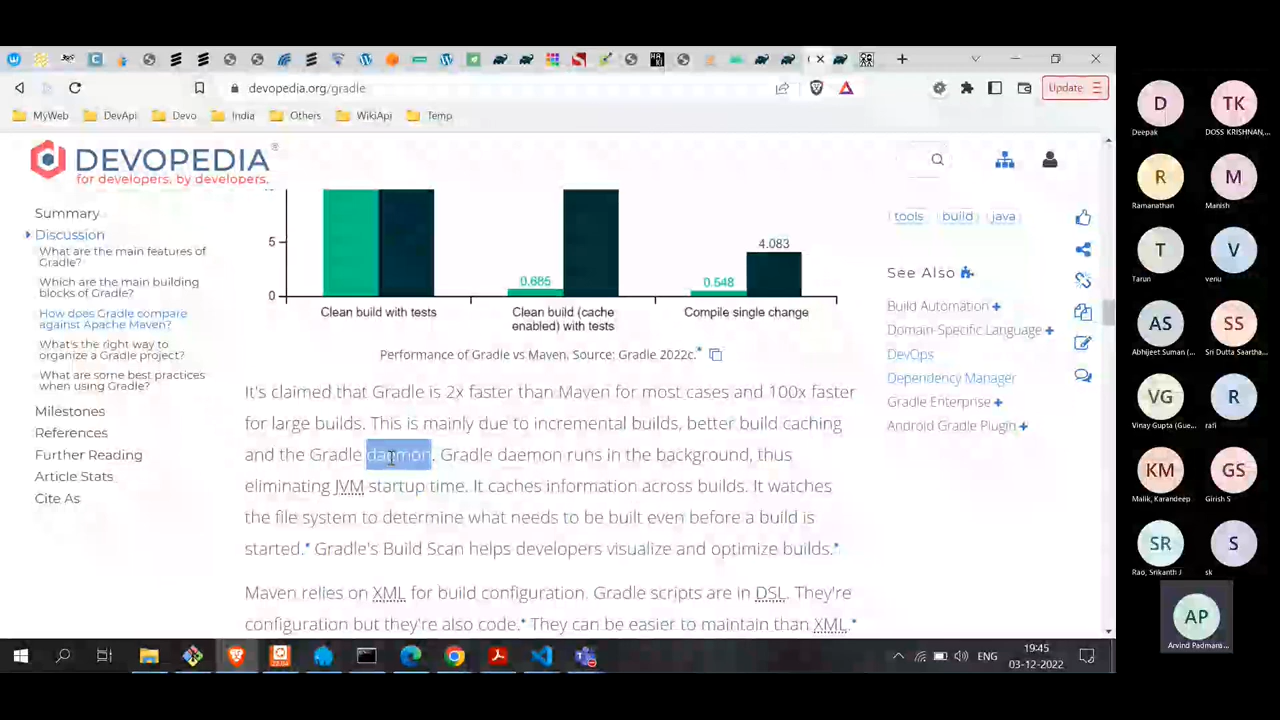 devopedia.org/gradle
Update
MyWeb
DevApi
Devo
India
Others
WikiApi
Temp
DEVOPEDIA
for developers, by developers.
Summary
Discussion
What are the main features of
Gradle?
Which are the main building
blocks of Gradle?
How does Gradle compare
against Apache Maven?
What's the right way to
organize a Gradle project?
What are some best practices
when using Gradle?
Milestones
References
Further Reading
Article Stats
Cite As
5
0
0.685
0.548
4.083
Clean build with tests
Clean build (cache
enabled) with tests
Compile single change
Performance of Gradle vs Maven. Source: Gradle 2022c.*
It's claimed that Gradle is 2x faster than Maven for most cases and 100x faster
for large builds. This is mainly due to incremental builds, better build caching
and the Gradle daemon. Gradle daemon runs in the background, thus
eliminating JVM startup time. It caches information across builds. It watches
the file system to determine what needs to be built even before a build is
started.* Gradle's Build Scan helps developers visualize and optimize builds.*
Maven relies on XML for build configuration. Gradle scripts are in DSL. They're
configuration but they're also code.* They can be easier to maintain than XML.*
tools build java
See Also
Build Automation +
Domain-Specific Language +
DevOps
Dependency Manager
Gradle Enterprise +
Android Gradle Plugin +
ENG
19:45
03-12-2022
D
Deepak
TK
DOSS KRISHNAN,...
R
Ramanathan
M
Manish
T
Tarun
V
venu
AS
Abhijeet Suman (...
SS
Sri Dutta Saartha...
VG
Vinay Gupta (Gue...
R
rafi
KM
Malik, Karandeep
GS
Girish S
SR
Rao, Srikanth J
S
sk
AP
Arvind Padmana...